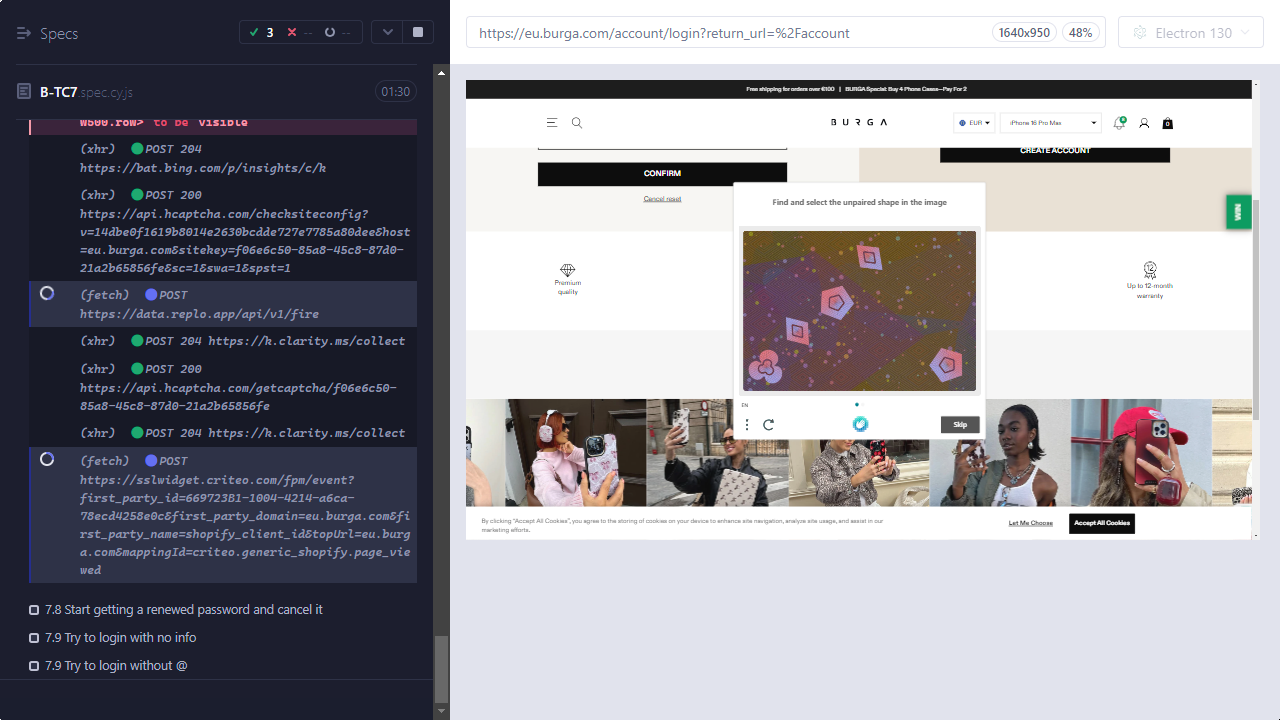 Specs
3 -- --
B-TC7.spec.cy.js 01:30
W500.row> to be visible
(xhr) POST 204
https://bat.bing.com/p/insights/c/k
(xhr) POST 200
https://api.hcaptcha.com/checksiteconfig?
v=14dbe0f1619b8014e2630bcdde727e7785a80dee&host
=eu.burga.com&sitekey=f06e6c50-85a8-45c8-87d0-
21a2b65856fe&sc=1&swa=1&spst=1
(fetch) POST
https://data.replo.app/api/v1/fire
(xhr) POST 204 https://h.clarity.ms/collect
(xhr) POST 200
https://api.hcaptcha.com/getcaptcha/f06e6c50-
85a8-45c8-87d0-21a2b65856fe
(xhr) POST 204 https://h.clarity.ms/collect
(fetch) POST
https://sslwidget.criteo.com/fpm/event?
first_party_id=669723B1-1004-4214-a6ca-
78ecd4258e0c&first_party_domain=eu.burga.com&fi
rst_party_name=shopify_client_id&topUrl=eu.burg
a.com&mappingId=criteo.generic_shopify.page_vie
wed
7.8 Start getting a renewed password and cancel it
7.9 Try to login with no info
7.9 Try to login without @
https://eu.burga.com/account/login?return_url=%2Faccount 1640x950 48% Electron 130
Free shipping for orders over €100 | BURGA Special: Buy 4 Phone Cases—Pay For 2
BURGA EUR iPhone 16 Pro Max 0
CREATE ACCOUNT
CONFIRM
Cancel reset
Find and select the unpaired shape in the image
WIN
Premium
quality
12
Up to 12-month
warranty
EN
Skip
By clicking "Accept All Cookies", you agree to the storing of cookies on your device to enhance site navigation, analyze site usage, and assist in our
marketing efforts.
Let Me Choose
Accept All Cookies